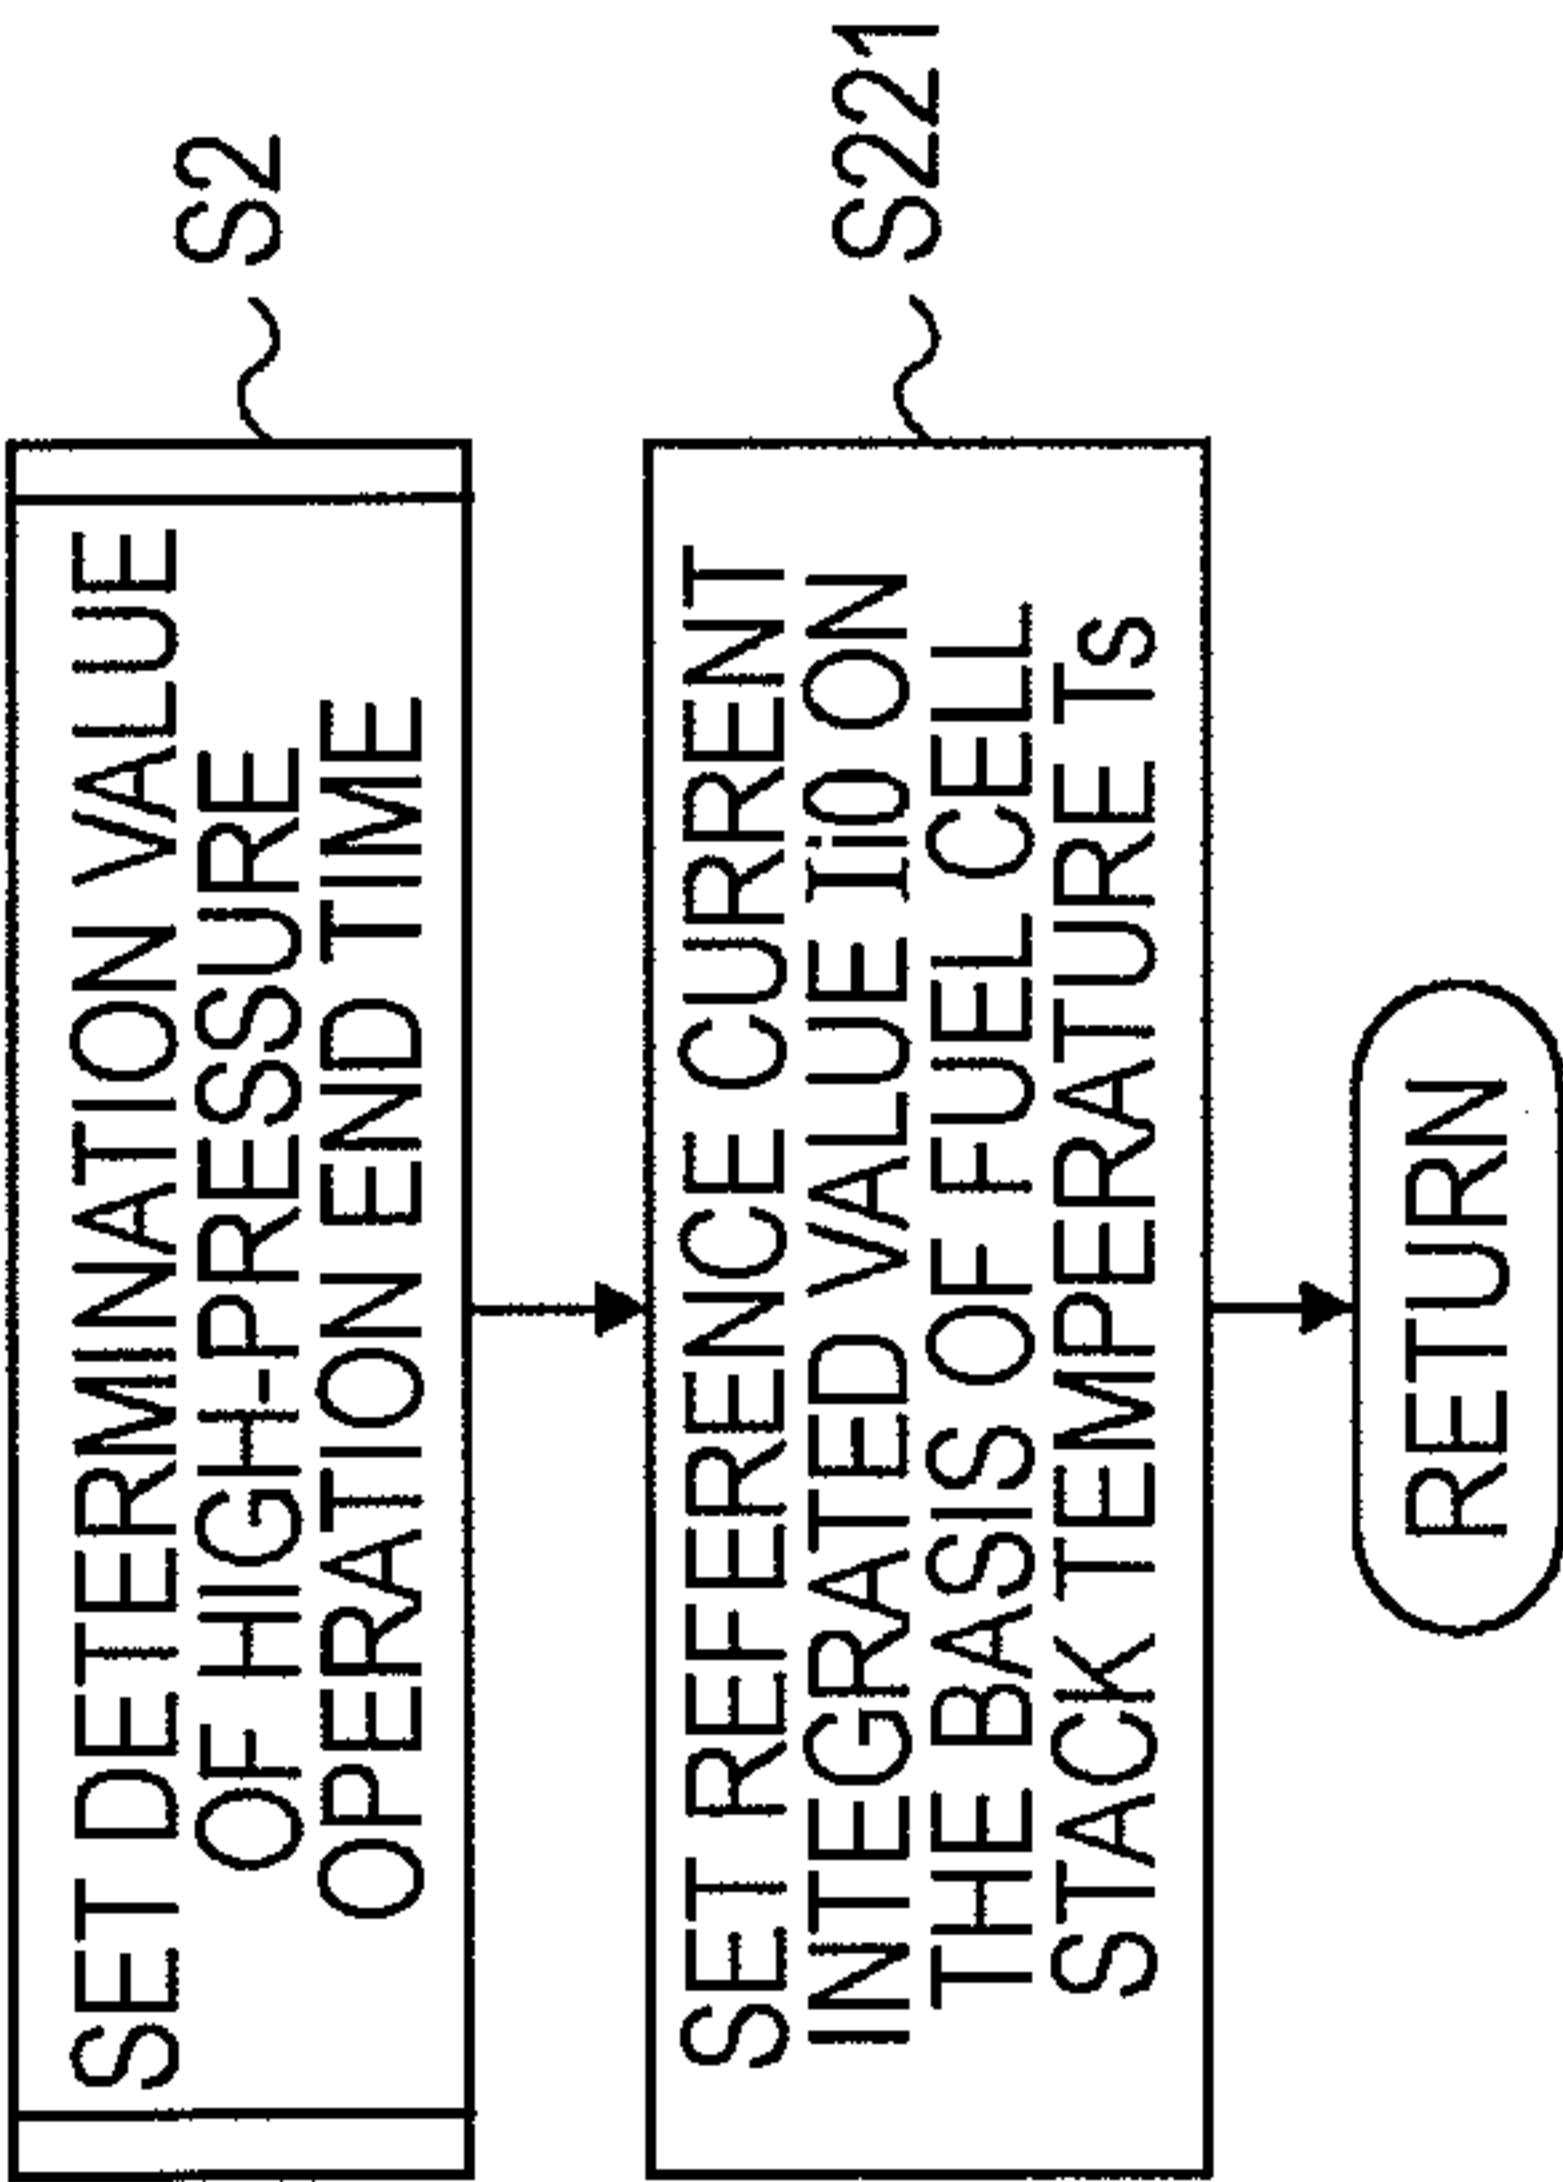 SET DETERMINATION VALUE
OF HIGH-PRESSURE
OPERATION END TIME
S2
SET REFERENCE CURRENT
INTEGRATED VALUE Ii0 ON
THE BASIS OF FUEL CELL
STACK TEMPERATURE Ts
S221
RETURN